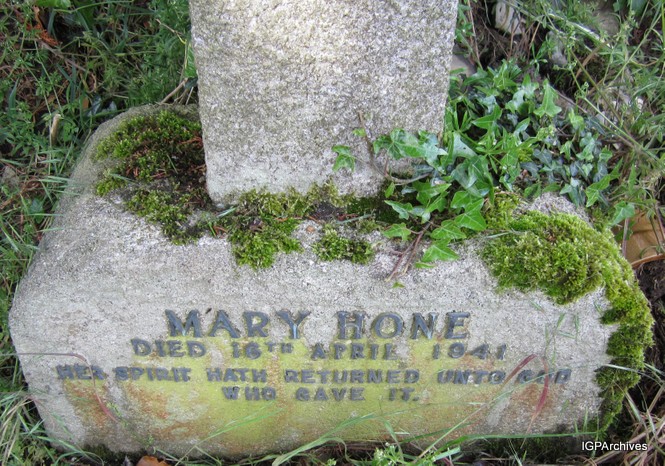 MARY HONE
DIED 16TH APRIL 1941
HER SPIRIT HATH RETURNED UNTO GOD
WHO GAVE IT.
IGPArchives